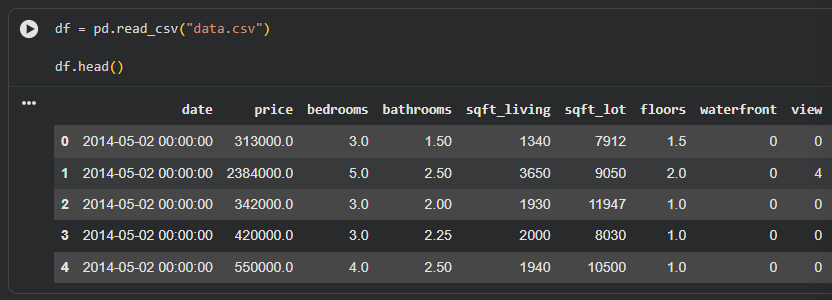 df = pd.read_csv("data.csv")
df.head()
date price bedrooms bathrooms sqft_living sqft_lot floors waterfront view
0 2014-05-02 00:00:00 313000.0 3.0 1.50 1340 7912 1.5 0 0
1 2014-05-02 00:00:00 2384000.0 5.0 2.50 3650 9050 2.0 0 4
2 2014-05-02 00:00:00 342000.0 3.0 2.00 1930 11947 1.0 0 0
3 2014-05-02 00:00:00 420000.0 3.0 2.25 2000 8030 1.0 0 0
4 2014-05-02 00:00:00 550000.0 4.0 2.50 1940 10500 1.0 0 0